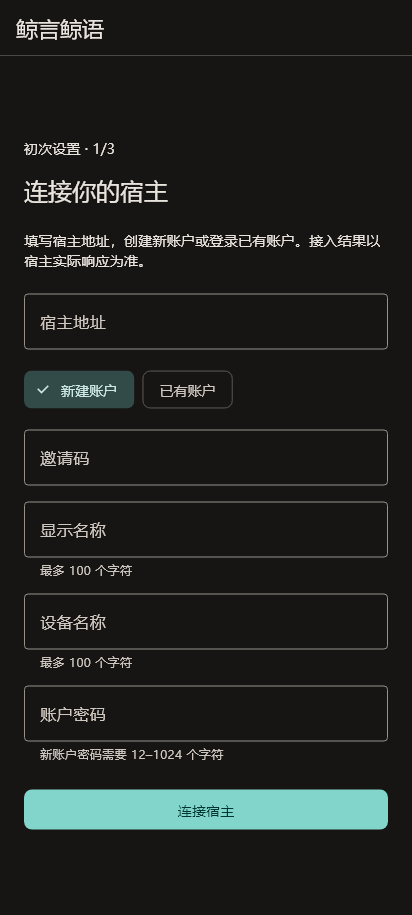 鲸言鲸语
初次设置 · 1/3
连接你的宿主
填写宿主地址，创建新账户或登录已有账户。接入结果以
宿主实际响应为准。
宿主地址
新建账户
已有账户
邀请码
显示名称
最多 100 个字符
设备名称
最多 100 个字符
账户密码
新账户密码需要 12–1024 个字符
连接宿主